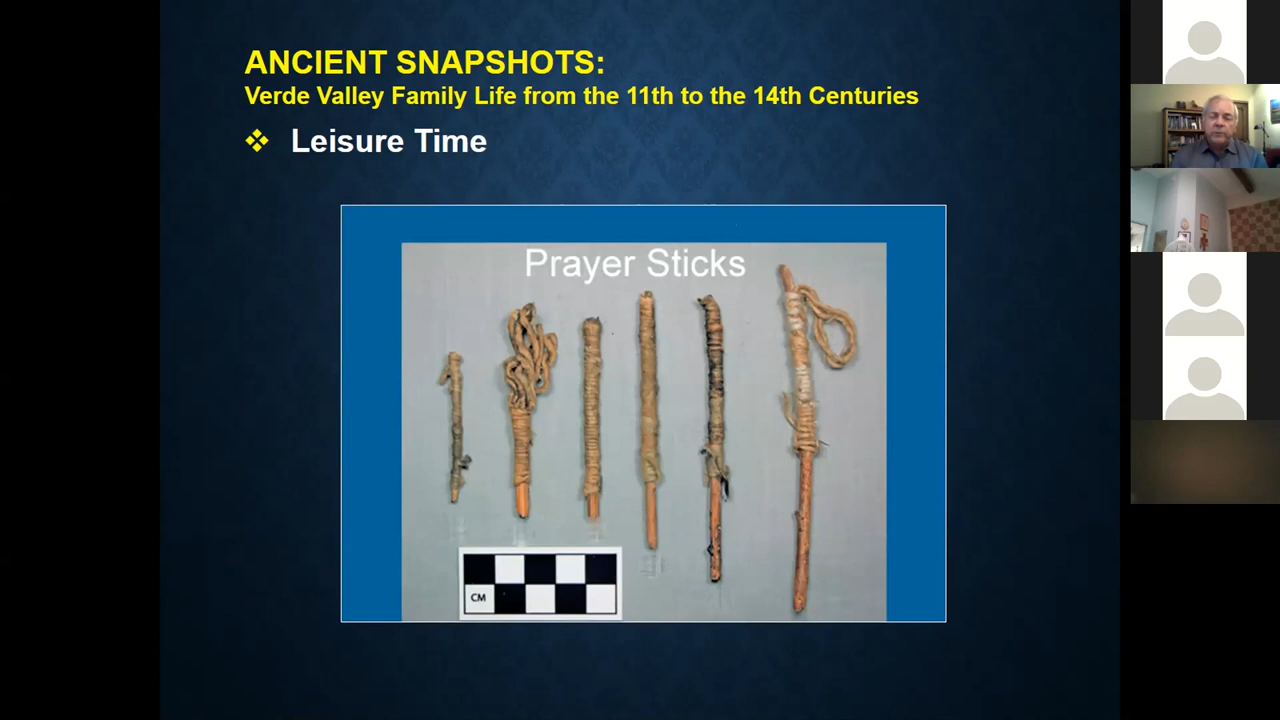 ANCIENT SNAPSHOTS:
Verde Valley Family Life from the 11th to the 14th Centuries
Leisure Time
Prayer Sticks
CM